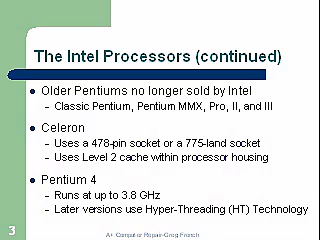 The Intel Processors (continued)
• Older Pentiums no longer sold by Intel
– Classic Pentium, Pentium MMX, Pro, II, and III
• Celeron
– Uses a 478-pin socket or a 775-land socket
– Uses Level 2 cache within processor housing
• Pentium 4
– Runs at up to 3.8 GHz
– Later versions use Hyper-Threading (HT) Technology
3
A+ Computer Repair-Greg French